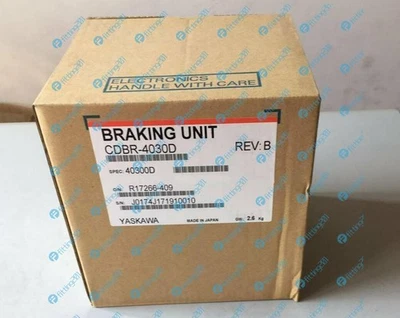 ELECTRONICS
HANDLE WITH CARE
BRAKING UNIT
CDBR-4030D REV: B
SPEC: 40300D
O/N: R17266-409
S/N: J0174J171910010
YASKAWA MADE IN JAPAN GW. 2.6 Kg